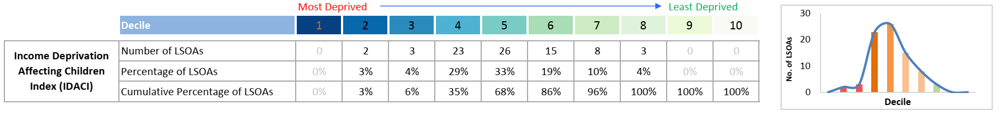 Most Deprived Least Deprived
Decile 1 2 3 4 5 6 7 8 9 10
Income Deprivation
Affecting Children
Index (IDACI)
Number of LSOAs 0 2 3 23 26 15 8 3 0 0
Percentage of LSOAs 0% 3% 4% 29% 33% 19% 10% 4% 0% 0%
Cumulative Percentage of LSOAs 0% 3% 6% 35% 68% 86% 96% 100% 100% 100%
No. of LSOAs
30
20
10
0
Decile